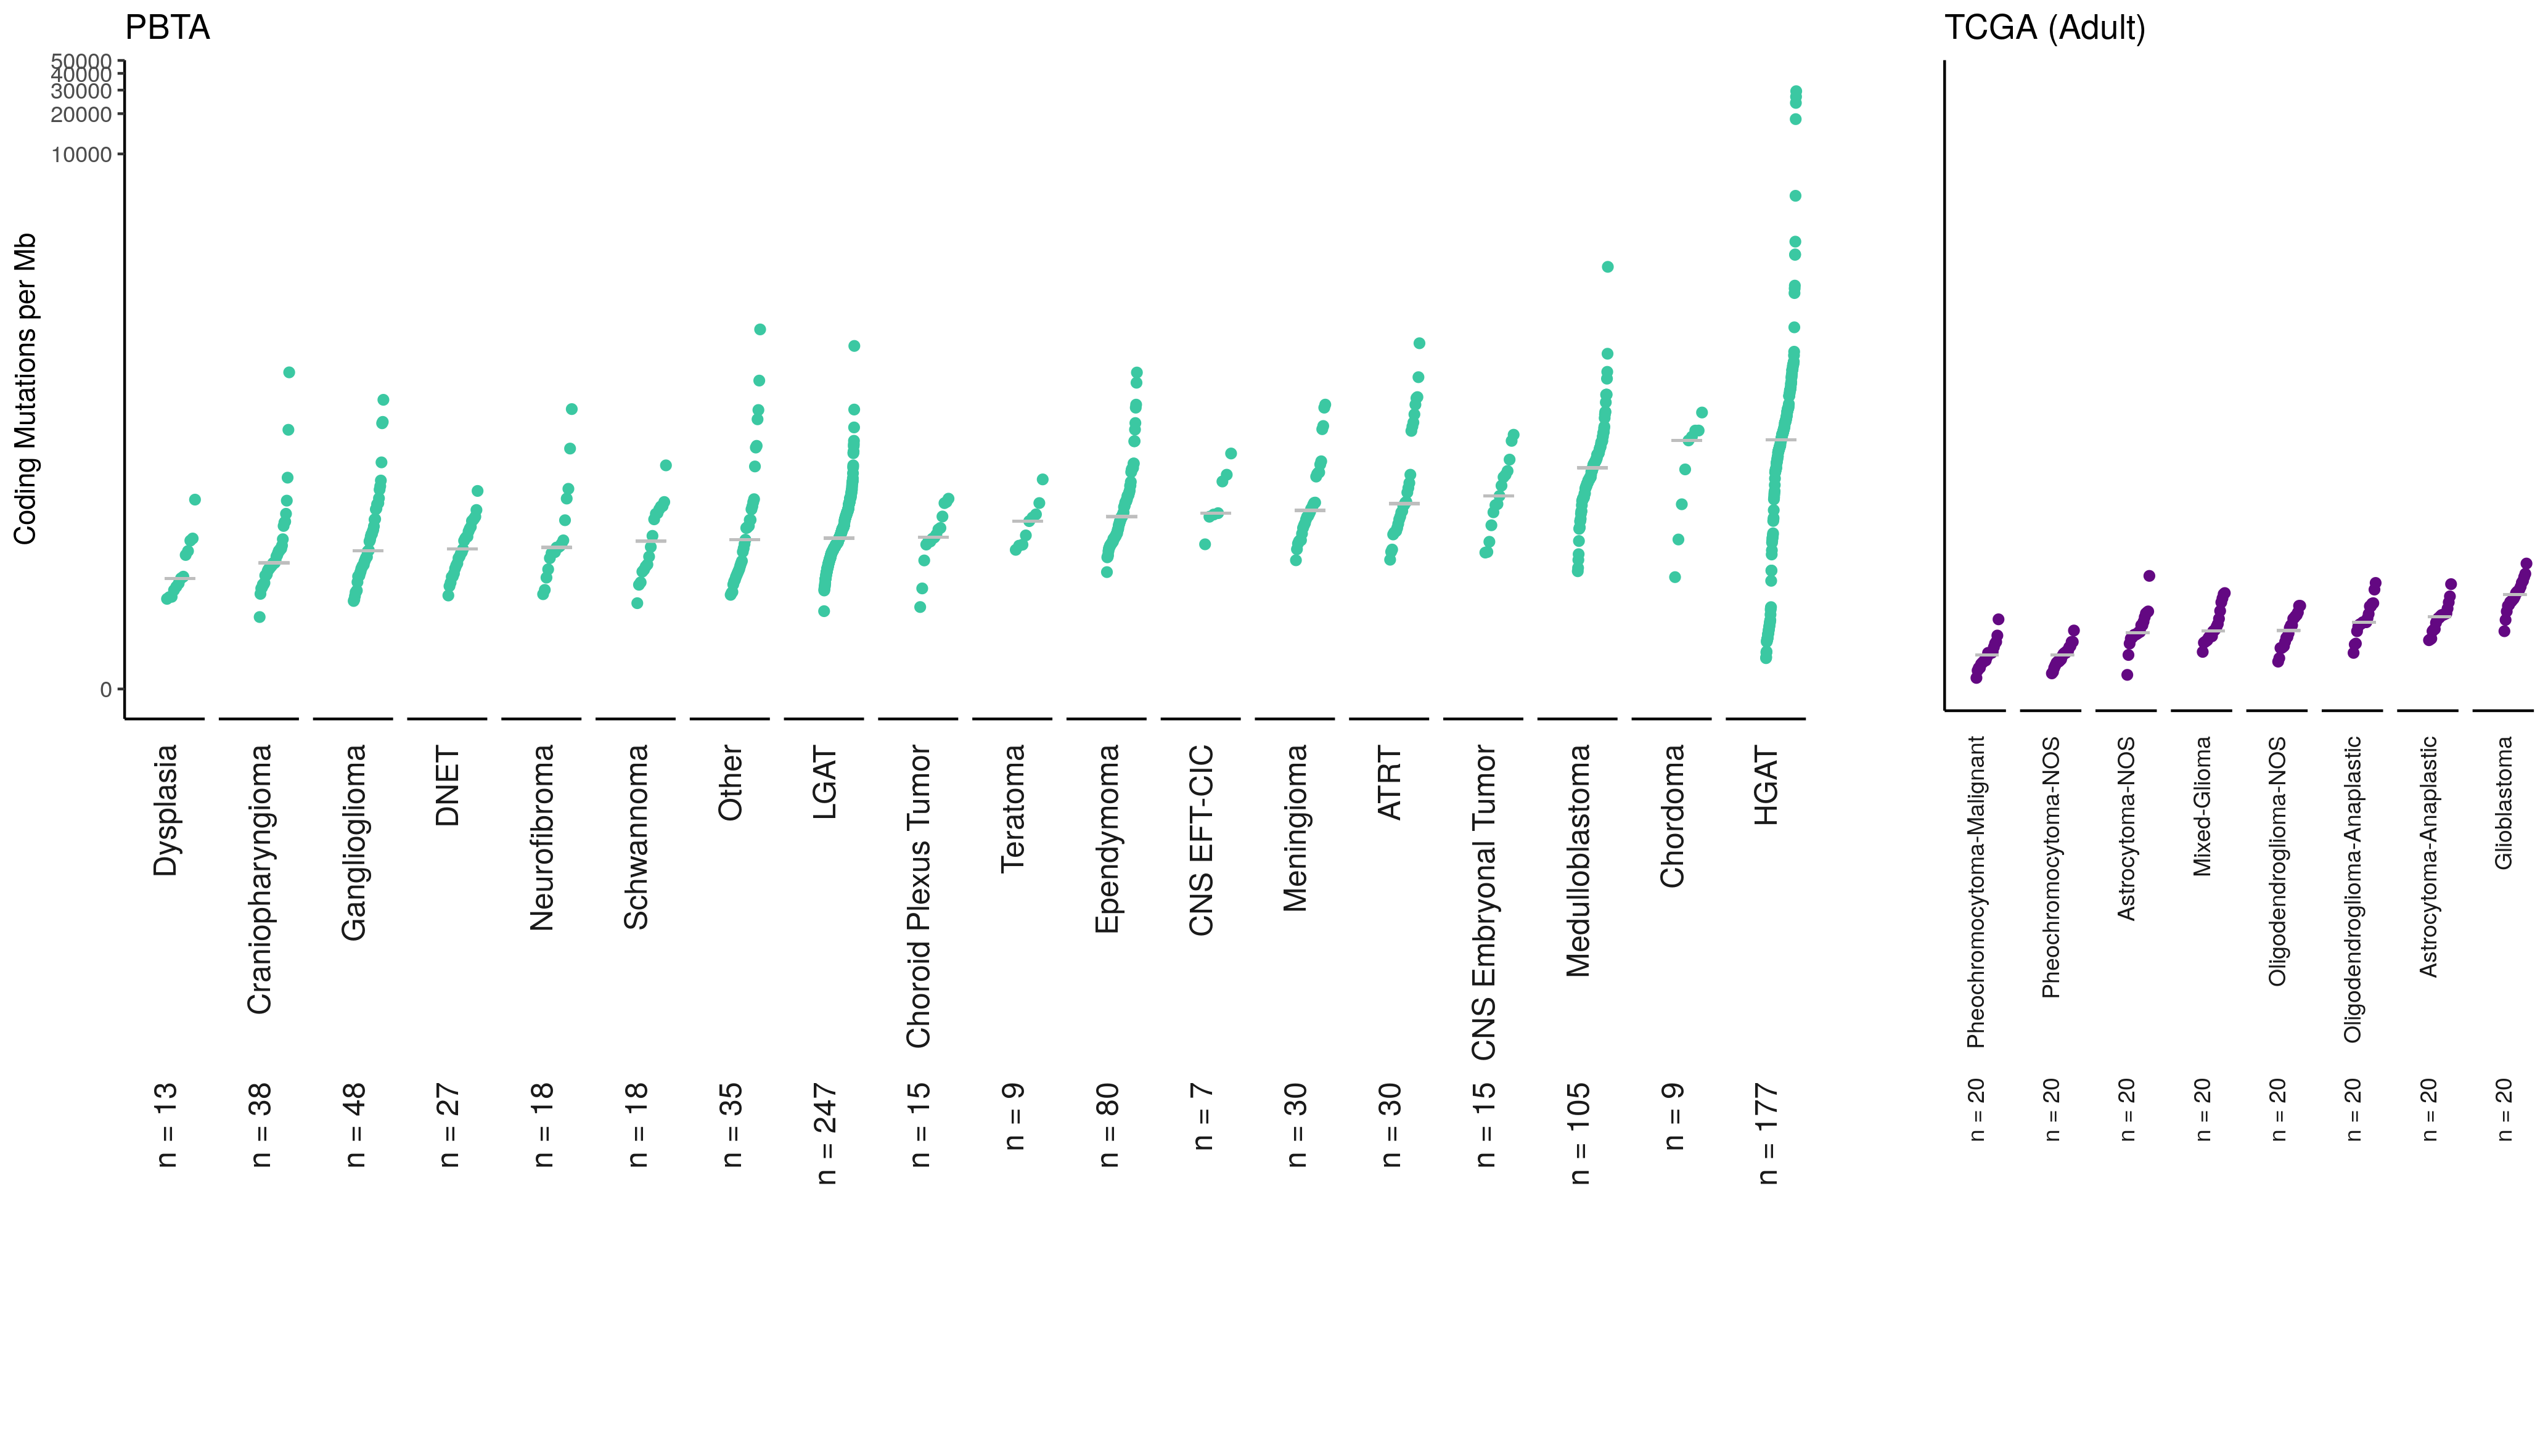 PBTA
TCGA (Adult)
Coding Mutations per Mb
50000
40000
30000
20000
10000
0
Dysplasia
Craniopharyngioma
Ganglioglioma
DNET
Neurofibroma
Schwannoma
Other
LGAT
Choroid Plexus Tumor
Teratoma
Ependymoma
CNS EFT-CIC
Meningioma
ATRT
CNS Embryonal Tumor
Medulloblastoma
Chordoma
HGAT
n = 13
n = 38
n = 48
n = 27
n = 18
n = 18
n = 35
n = 247
n = 15
n = 9
n = 80
n = 7
n = 30
n = 30
n = 15
n = 105
n = 9
n = 177
Pheochromocytoma-Malignant
Pheochromocytoma-NOS
Astrocytoma-NOS
Mixed-Glioma
Oligodendroglioma-NOS
Oligodendroglioma-Anaplastic
Astrocytoma-Anaplastic
Glioblastoma
n = 20
n = 20
n = 20
n = 20
n = 20
n = 20
n = 20
n = 20